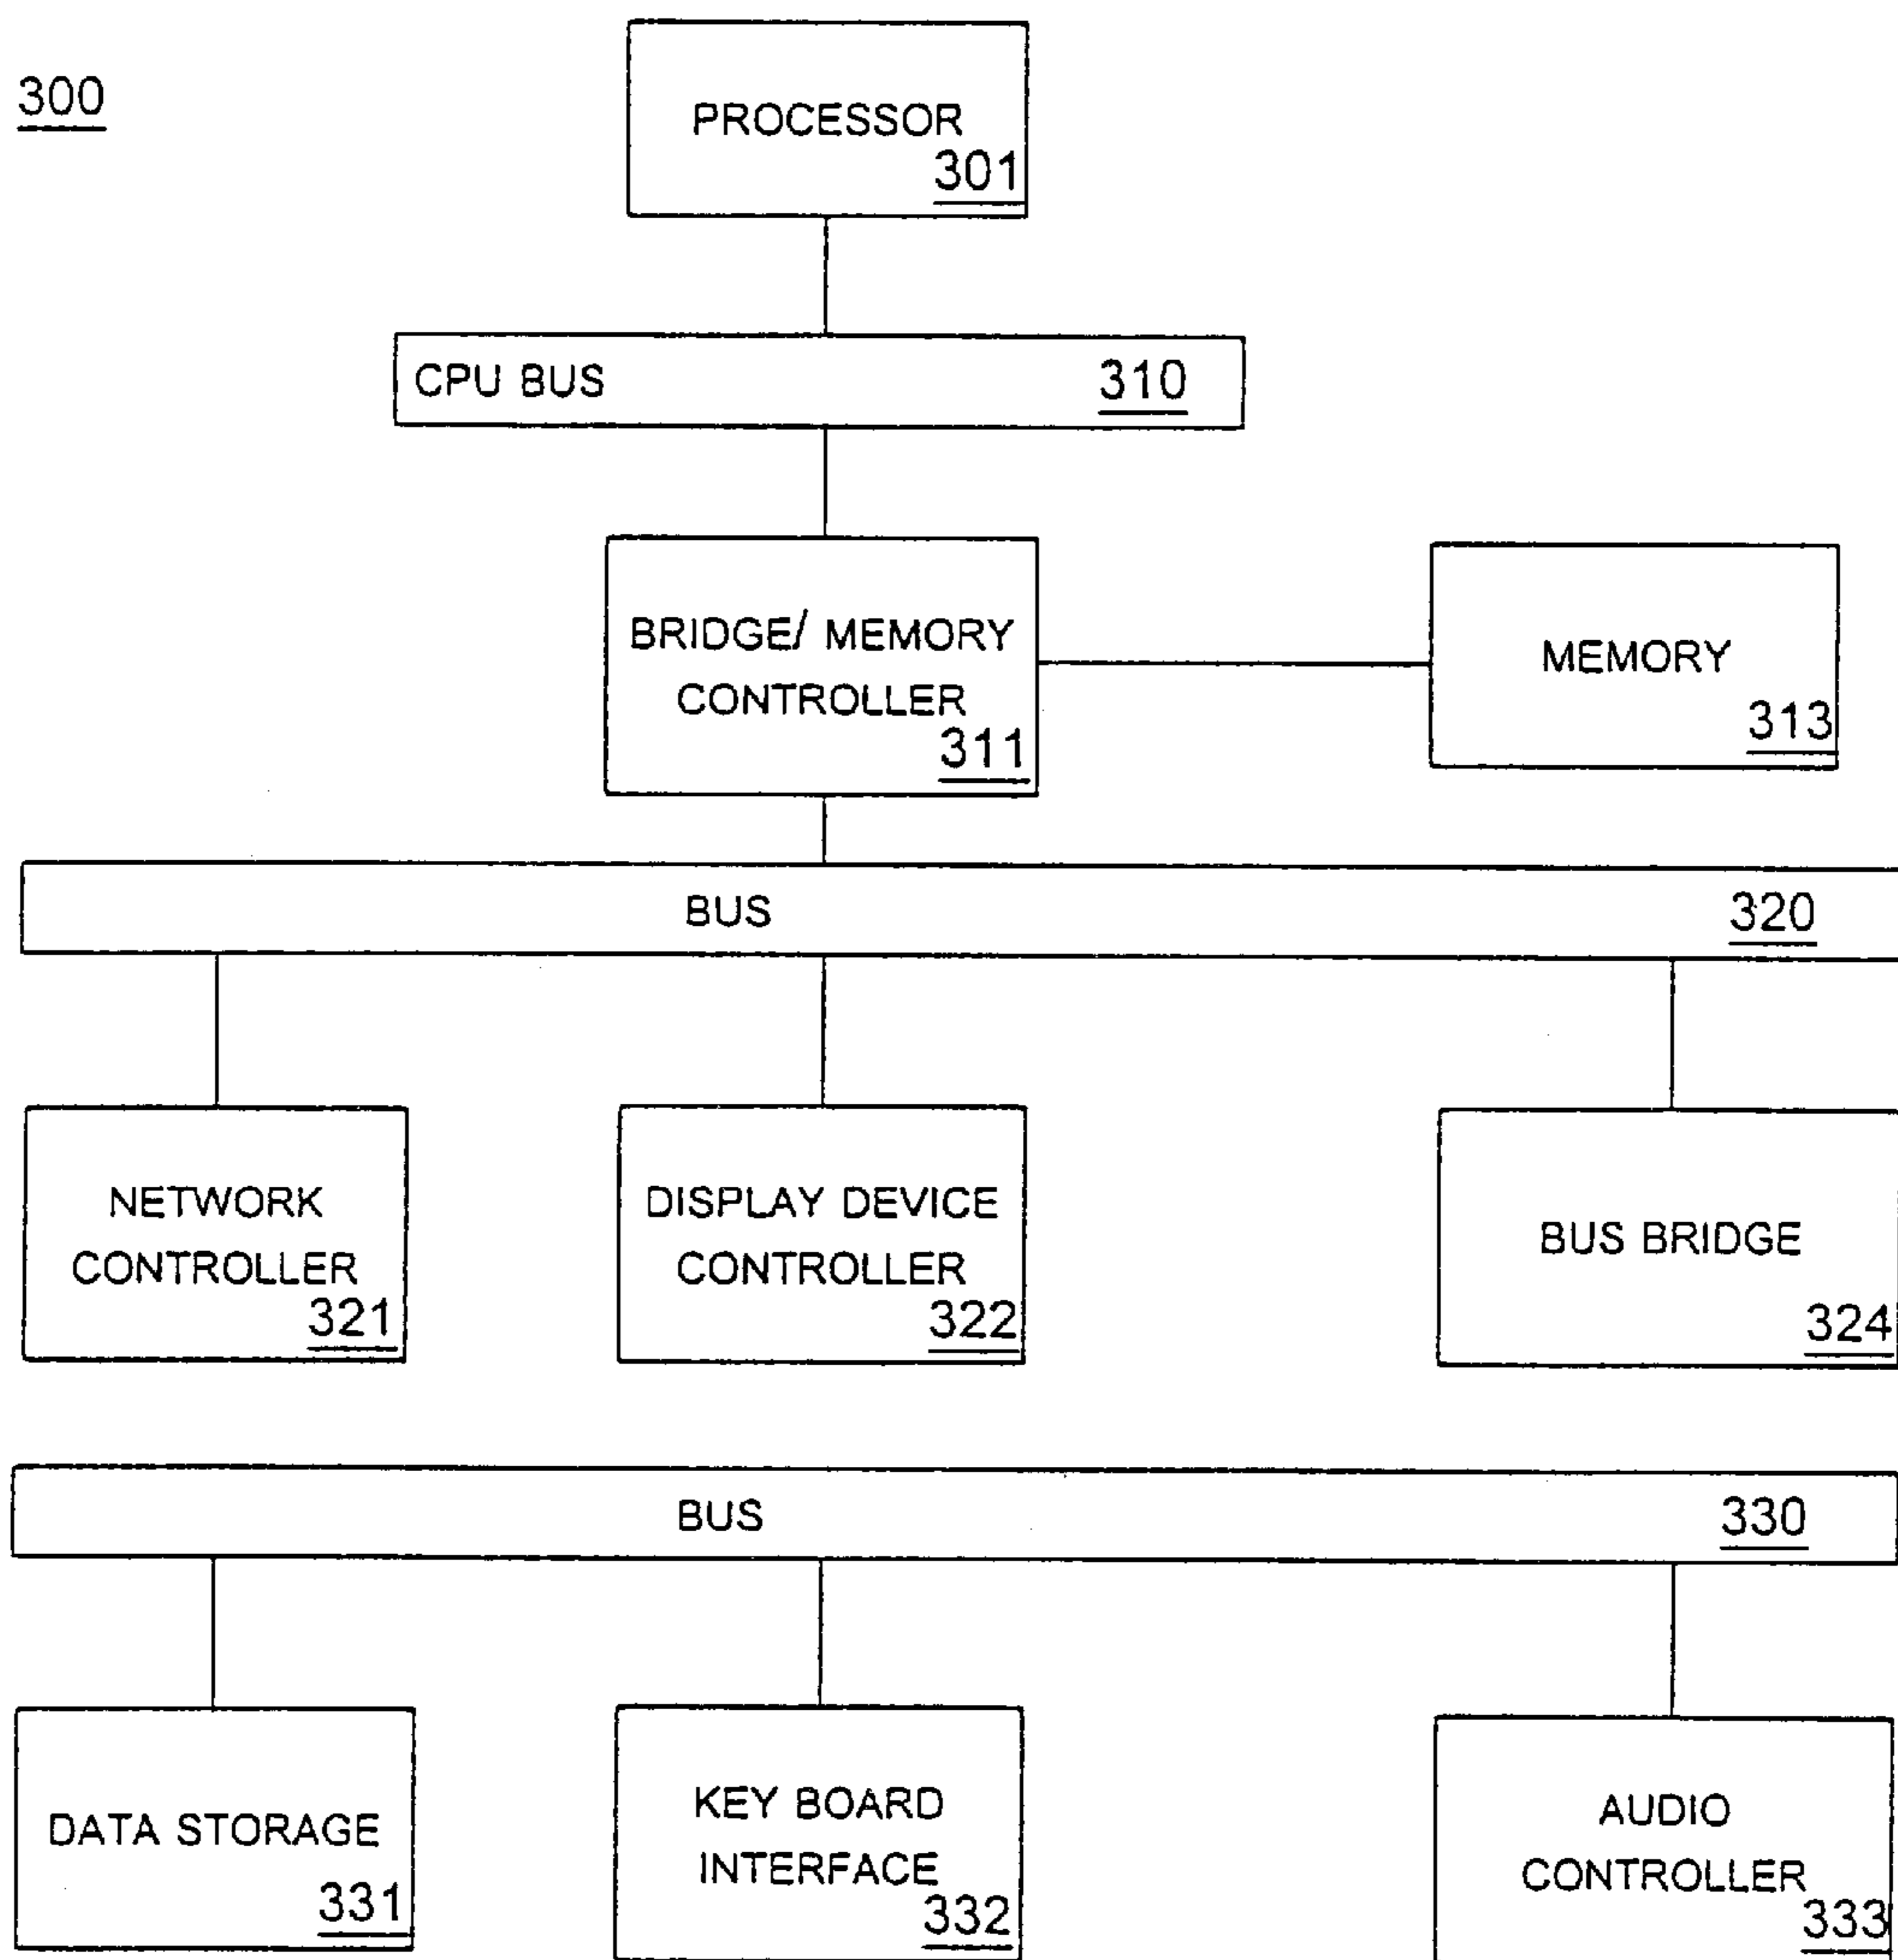 300
PROCESSOR
301
CPU BUS 310
BRIDGE/ MEMORY
CONTROLLER
311
MEMORY
313
BUS 320
NETWORK
CONTROLLER
321
DISPLAY DEVICE
CONTROLLER
322
BUS BRIDGE
324
BUS 330
DATA STORAGE
331
KEY BOARD
INTERFACE
332
AUDIO
CONTROLLER
333